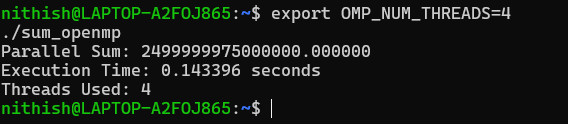 nithish@LAPTOP-A2FOJ865:~$ export OMP_NUM_THREADS=4
./sum_openmp
Parallel Sum: 2499999975000000.000000
Execution Time: 0.143396 seconds
Threads Used: 4
nithish@LAPTOP-A2FOJ865:~$